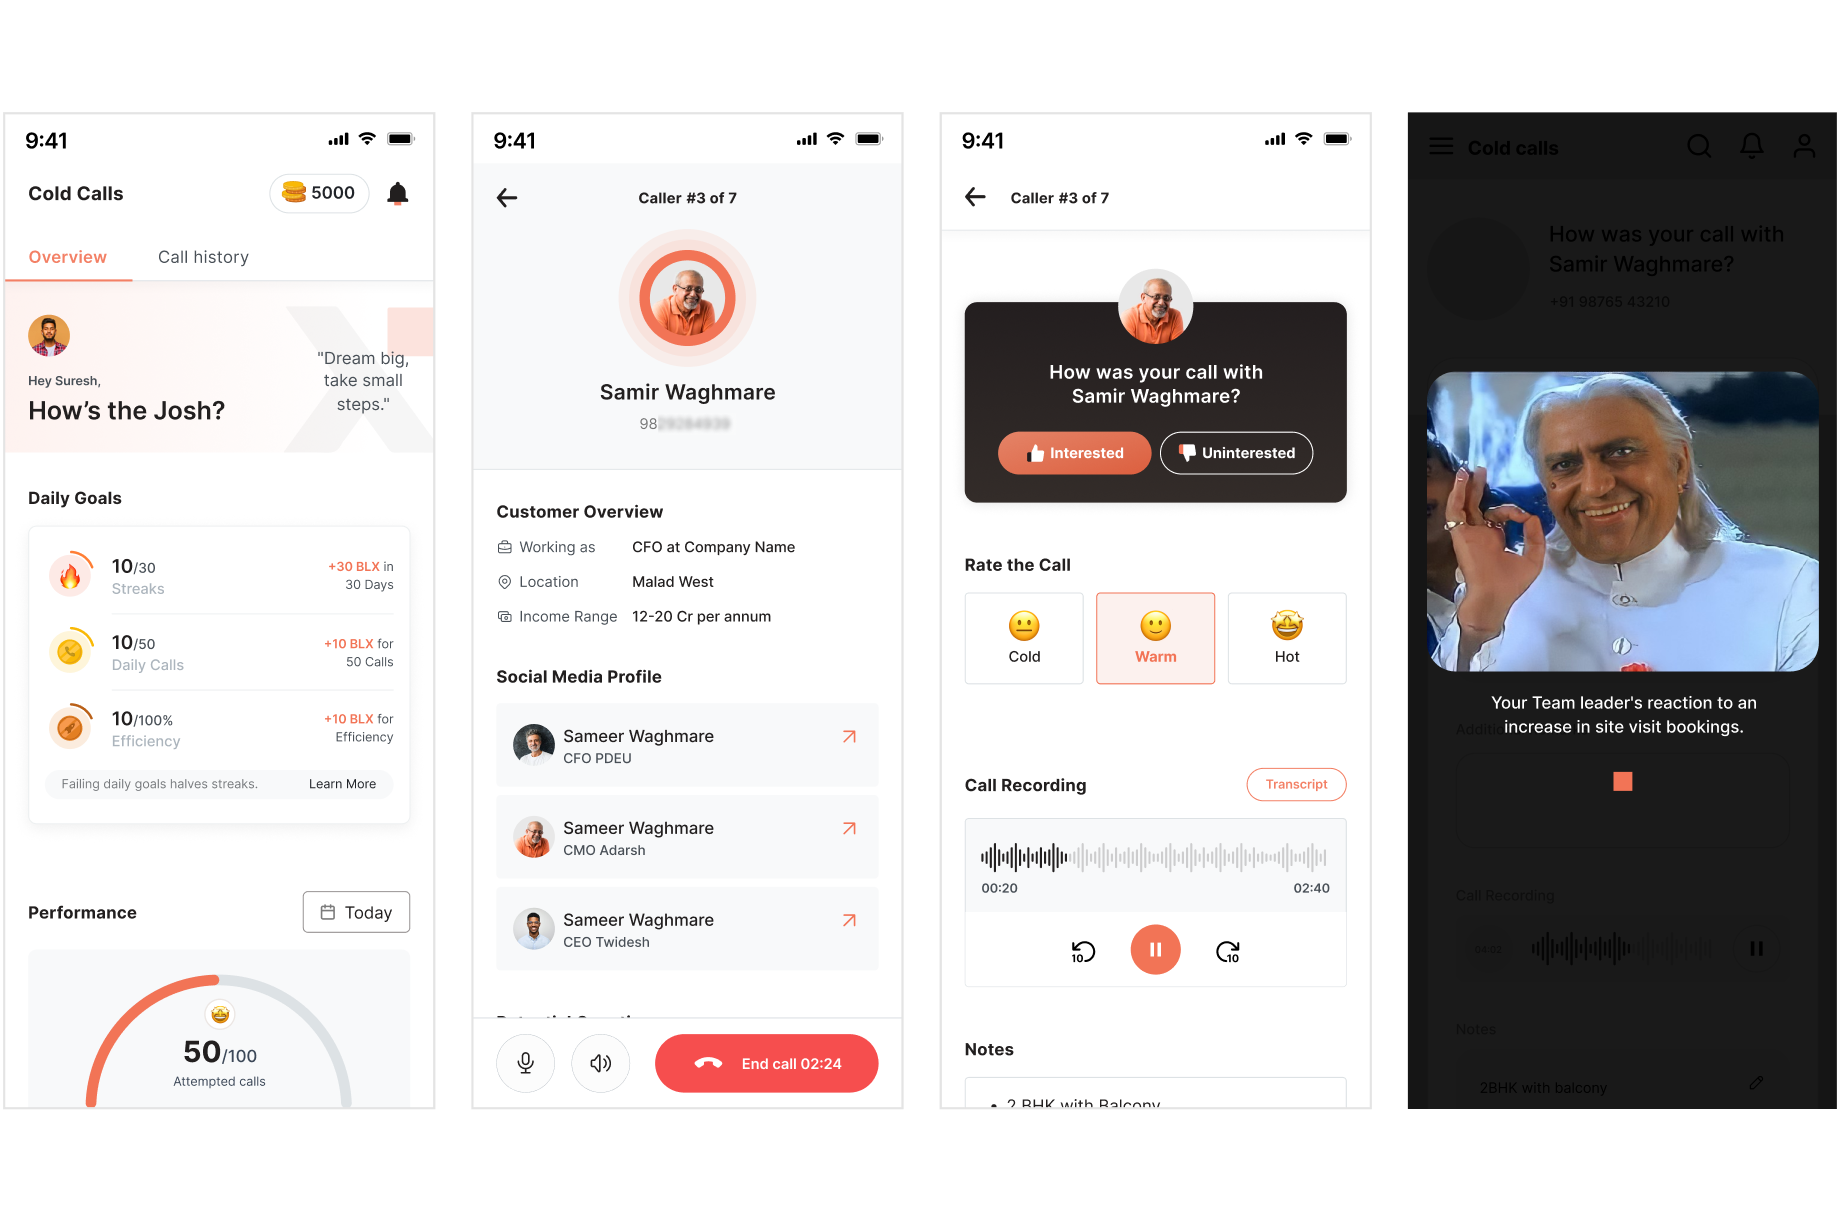 9:41
Cold Calls
5000
Overview
Call history
Hey Suresh,
How's the Josh?
"Dream big,
take small
steps."
Daily Goals
10/30
Streaks
+30 BLX in
30 Days
10/50
Daily Calls
+10 BLX for
50 Calls
10/100%
Efficiency
+10 BLX for
Efficiency
Failing daily goals halves streaks.
Learn More
Performance
Today
50/100
Attempted calls
9:41
Caller #3 of 7
Samir Waghmare
98
Customer Overview
Working as
CFO at Company Name
Location
Malad West
Income Range
12-20 Cr per annum
Social Media Profile
Sameer Waghmare
CFO PDEU
Sameer Waghmare
CMO Adarsh
Sameer Waghmare
CEO Twidesh
End call 02:24
9:41
Caller #3 of 7
How was your call with
Samir Waghmare?
Interested
Uninterested
Rate the Call
Cold
Warm
Hot
Call Recording
Transcript
00:20
02:40
10
10
Notes
• 2 BHK with Balcony
Cold calls
How was your call with
Samir Waghmare?
+91 98765 43210
Your Team leader's reaction to an
increase in site visit bookings.
Call Recording
04:02
Notes
2BHK with balcony